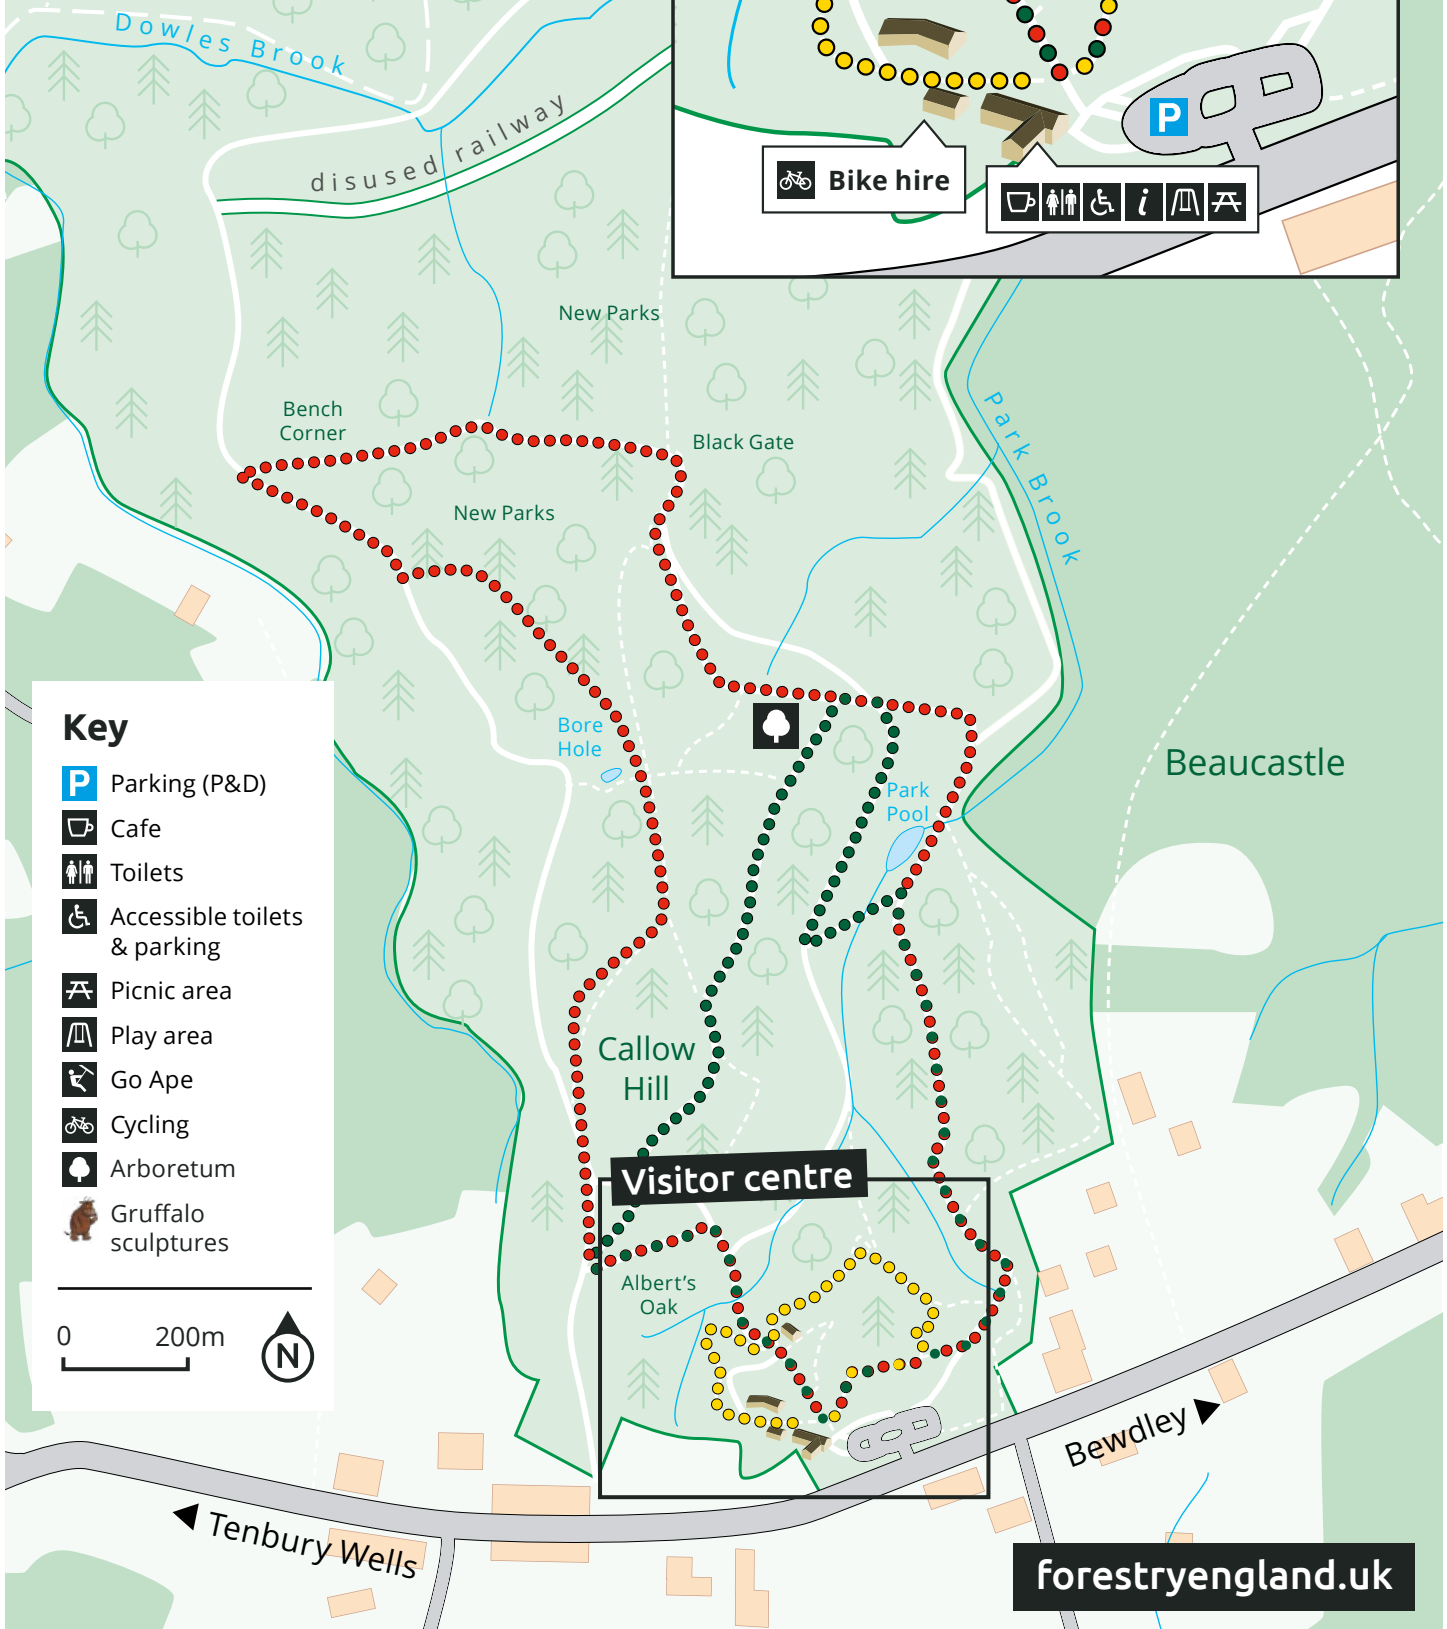 Dowles Brook
disused railway
P
Bike hire
i
New Parks
Bench
Corner
Black Gate
Park Brook
New Parks
Bore
Hole
Beaucastle
Park
Pool
Key
P Parking (P&D)
Cafe
Toilets
Accessible toilets
& parking
Picnic area
Play area
Go Ape
Cycling
Arboretum
Gruffalo
sculptures
0 200m
N
Callow
Hill
Visitor centre
Albert's
Oak
Bewdley
Tenbury Wells
forestryengland.uk